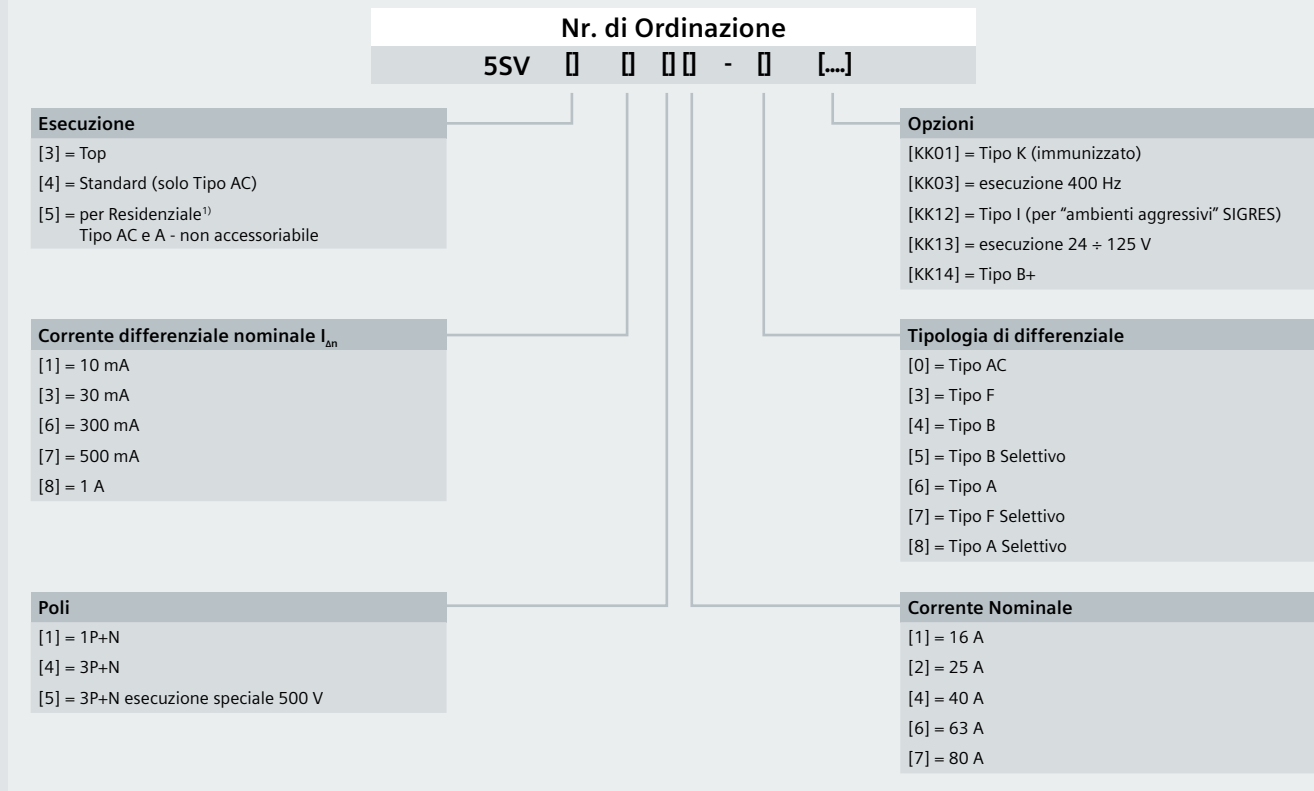 Nr. di Ordinazione
5SV [] [] [] [] - [] [....]
Esecuzione
[3] = Top
[4] = Standard (solo Tipo AC)
[5] = per Residenziale¹⁾
Tipo AC e A - non accessoriabile
Opzioni
[KK01] = Tipo K (immunizzato)
[KK03] = esecuzione 400 Hz
[KK12] = Tipo I (per “ambienti aggressivi” SIGRES)
[KK13] = esecuzione 24 ÷ 125 V
[KK14] = Tipo B+
Corrente differenziale nominale I∆n
[1] = 10 mA
[3] = 30 mA
[6] = 300 mA
[7] = 500 mA
[8] = 1 A
Tipologia di differenziale
[0] = Tipo AC
[3] = Tipo F
[4] = Tipo B
[5] = Tipo B Selettivo
[6] = Tipo A
[7] = Tipo F Selettivo
[8] = Tipo A Selettivo
Poli
[1] = 1P+N
[4] = 3P+N
[5] = 3P+N esecuzione speciale 500 V
Corrente Nominale
[1] = 16 A
[2] = 25 A
[4] = 40 A
[6] = 63 A
[7] = 80 A